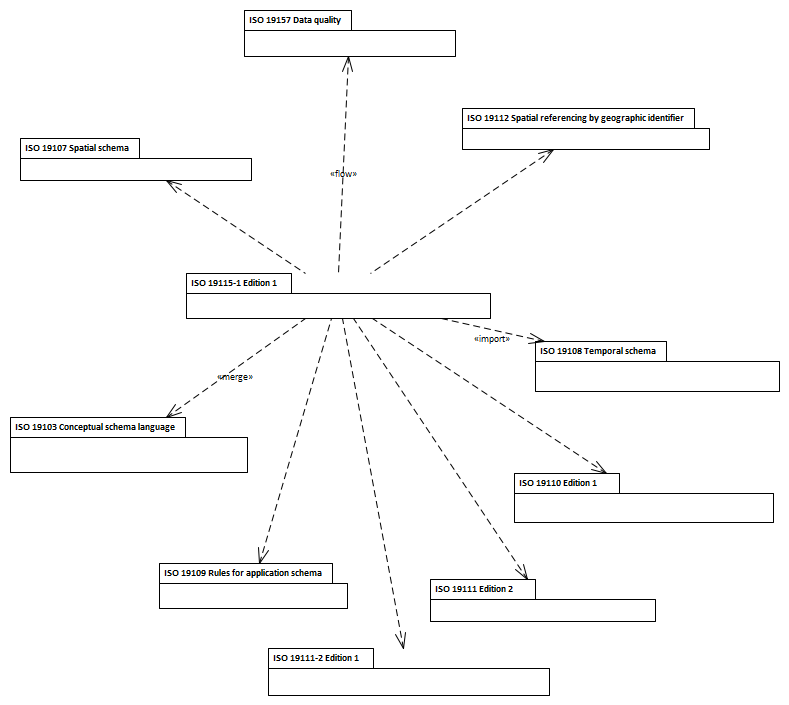 ISO 19157 Data quality
ISO 19112 Spatial referencing by geographic identifier
ISO 19107 Spatial schema
«flow»
ISO 19115-1 Edition 1
«import»
ISO 19108 Temporal schema
«merge»
ISO 19103 Conceptual schema language
ISO 19110 Edition 1
ISO 19109 Rules for application schema
ISO 19111 Edition 2
ISO 19111-2 Edition 1